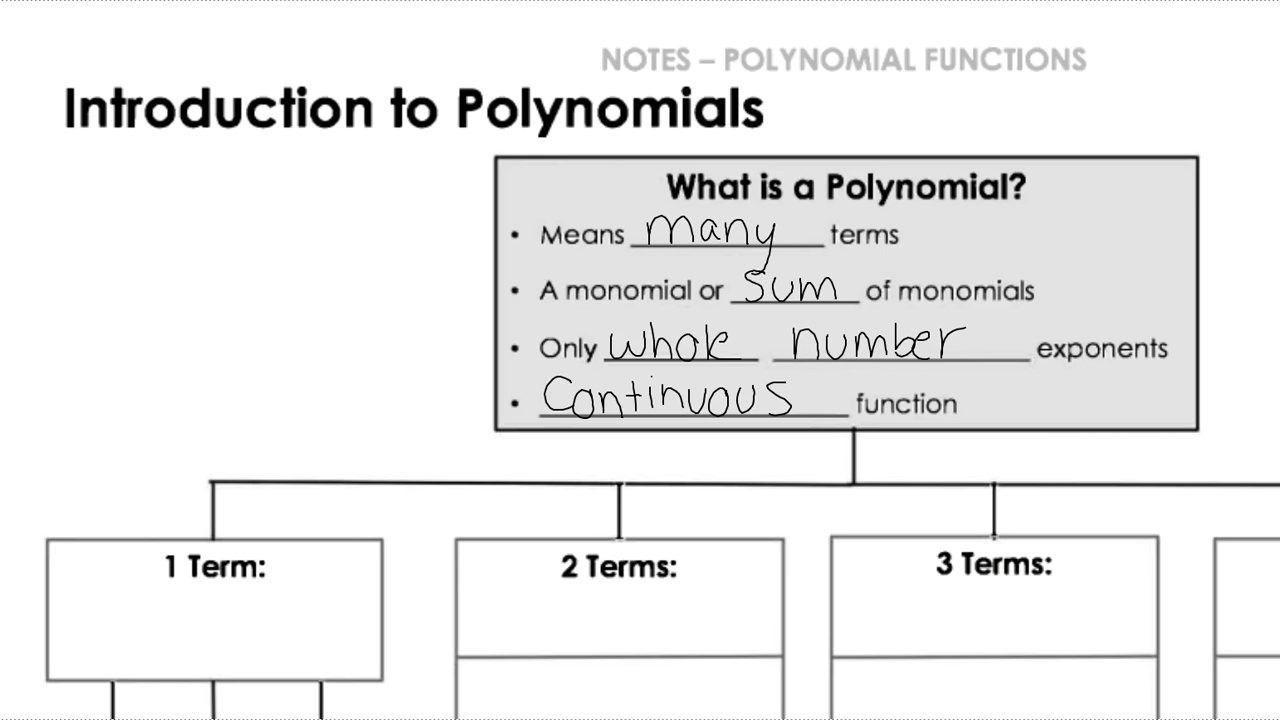 NOTES – POLYNOMIAL FUNCTIONS
Introduction to Polynomials
What is a Polynomial?
• Means many terms
• A monomial or sum of monomials
• Only whole number exponents
• Continuous function
1 Term:
2 Terms:
3 Terms: